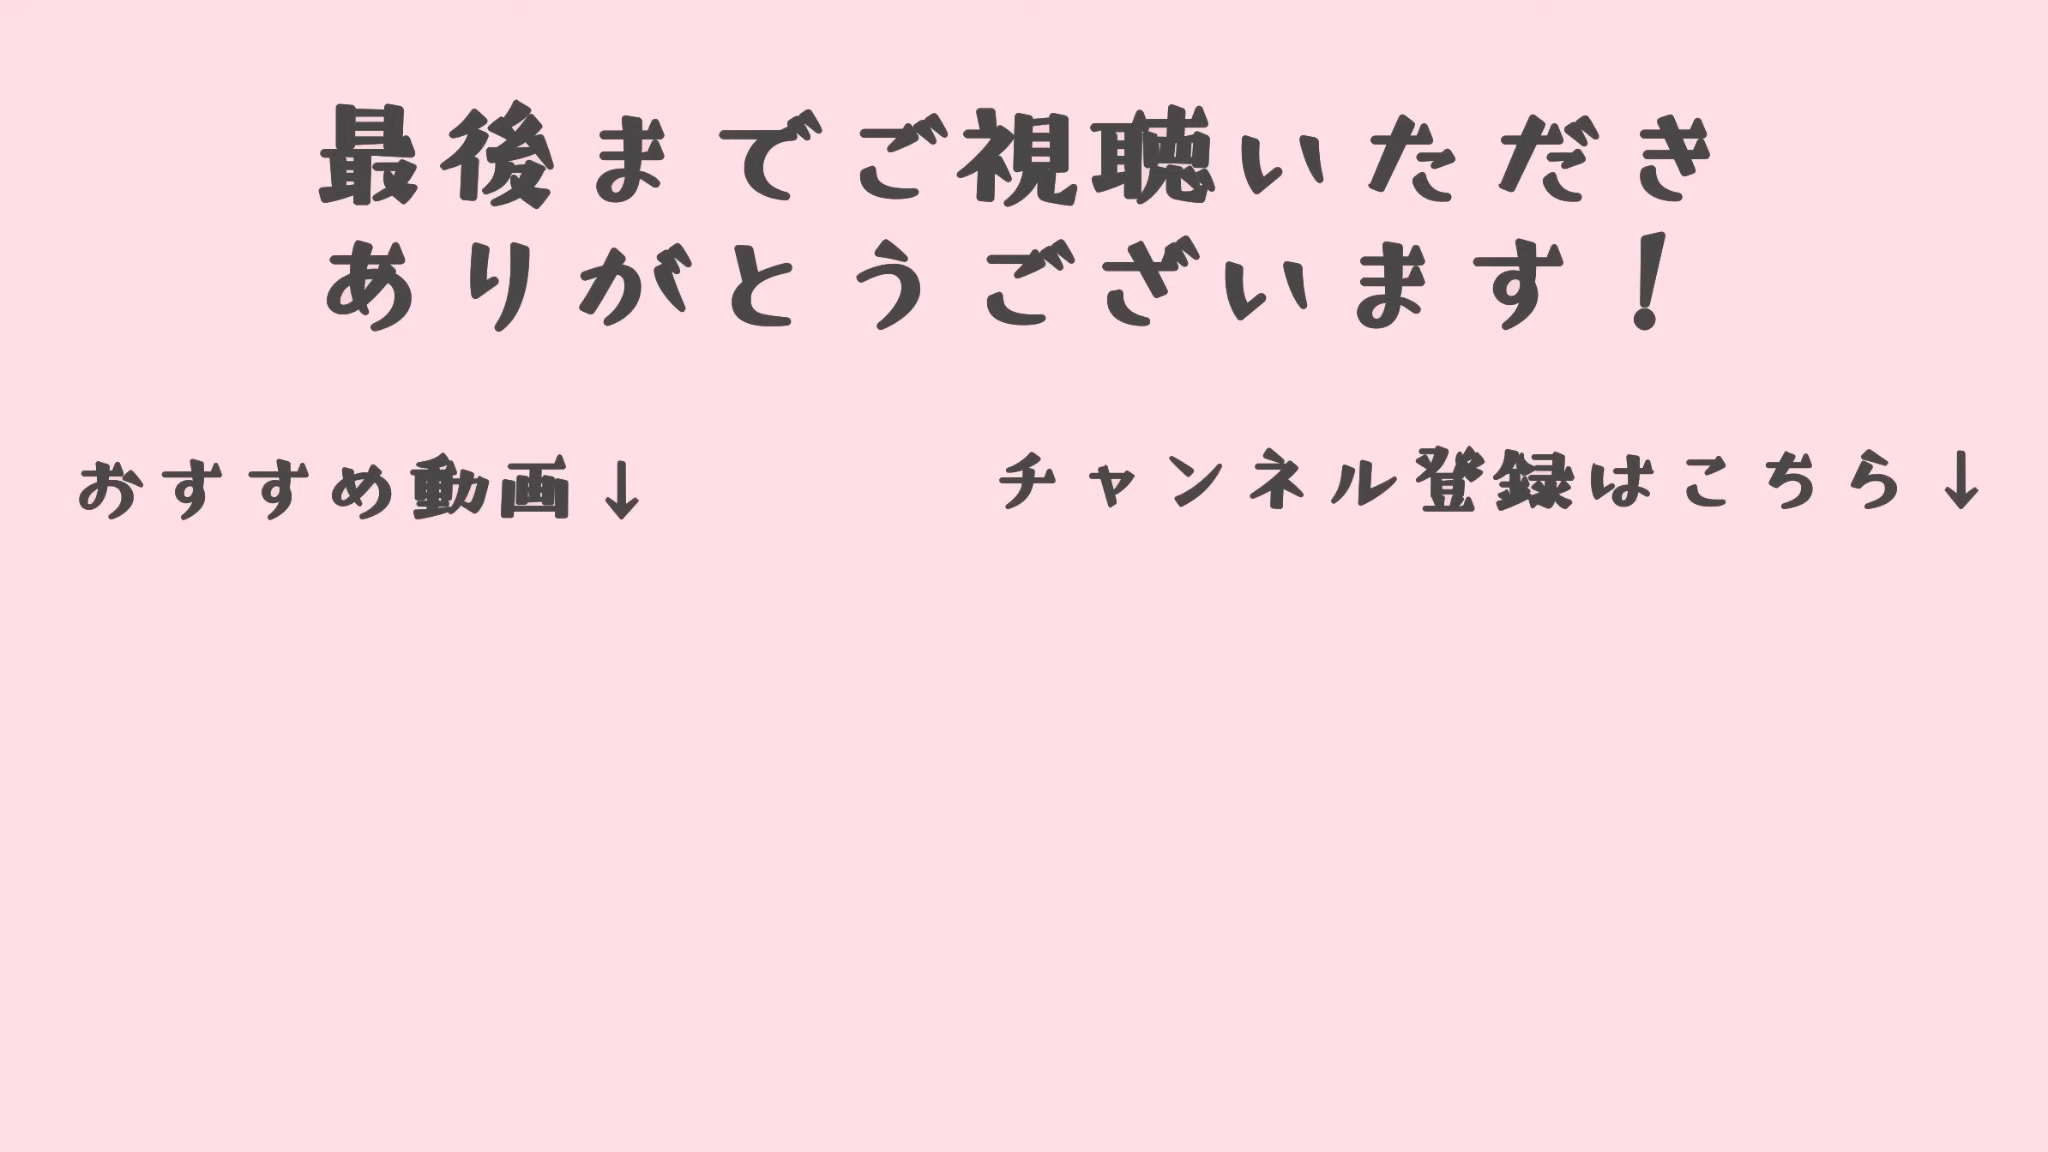 最後までご視聴いただき
ありがとうございます！
おすすめ動画↓
チャンネル登録はこちら↓